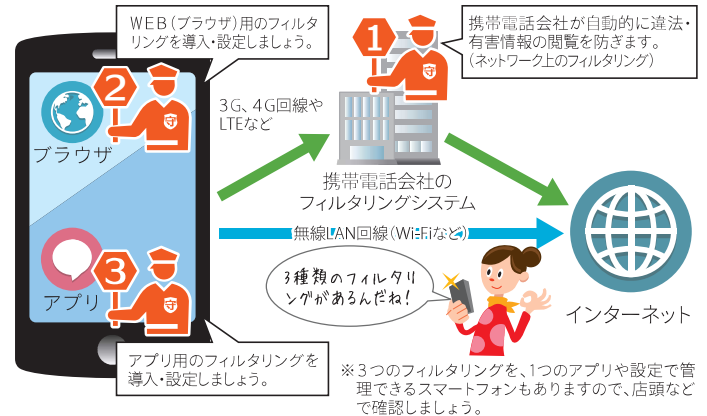 WEB（ブラウザ）用のフィルタ
リングを導入・設定しましょう。
1
携帯電話会社が自動的に違法・
有害情報の閲覧を防ぎます。
（ネットワーク上のフィルタリング）
2
守
守
ブラウザ
3G、4G回線や
LTEなど
携帯電話会社の
フィルタリングシステム
無線LAN回線（Wi-Fiなど）
3
守
アプリ
3種類のフィルタリ
ングがあるんだね！
インターネット
アプリ用のフィルタリングを
導入・設定しましょう。
※３つのフィルタリングを、1つのアプリや設定で管
理できるスマートフォンもありますので、店頭など
で確認しましょう。